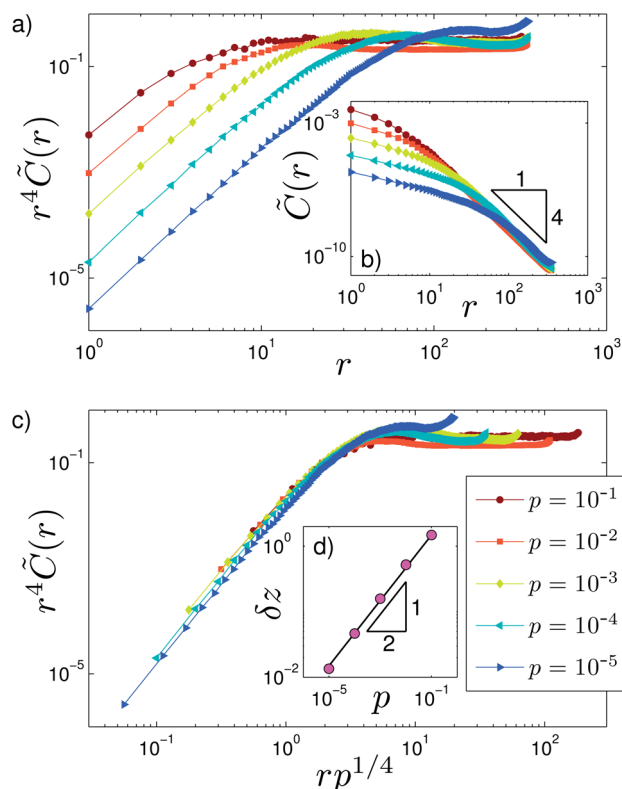 a)
10^{-1}
10^{-5}
r^4 \tilde{C}(r)
10^0 10^1 10^2 10^3
r
b)
10^{-3}
10^{-10}
\tilde{C}(r)
1
4
10^0 10^1 10^2 10^3
r
c)
10^{-1}
10^{-5}
r^4 \tilde{C}(r)
10^{-1} 10^0 10^1 10^2
rp^{1/4}
d)
10^0
10^{-2}
δz
1
2
10^{-5} 10^{-1}
p
p = 10^{-1}
p = 10^{-2}
p = 10^{-3}
p = 10^{-4}
p = 10^{-5}